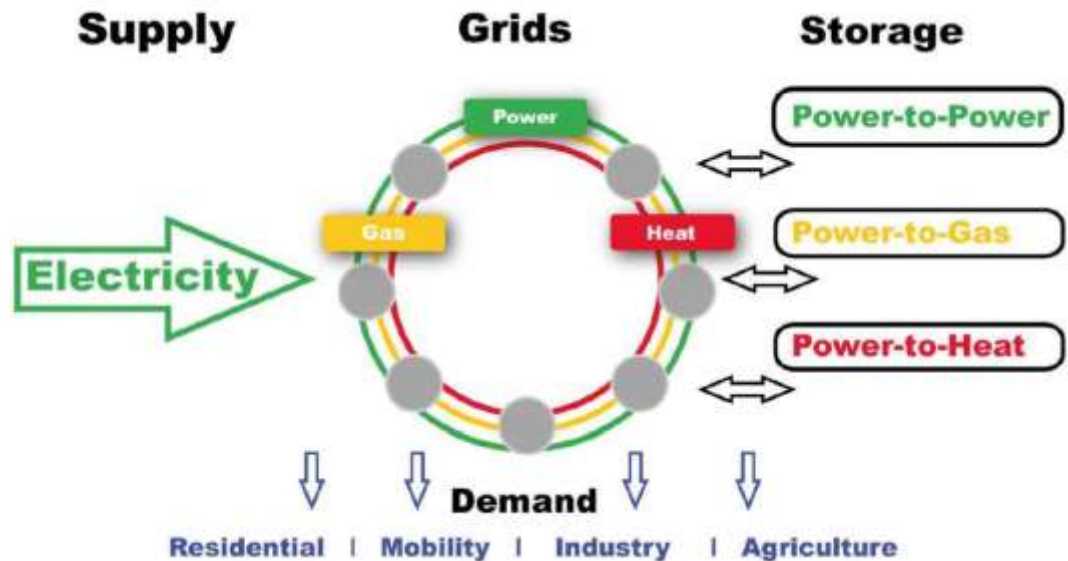 Supply
Grids
Storage
Power
Power-to-Power
Gas
Heat
Power-to-Gas
Electricity
Power-to-Heat
Demand
Residential | Mobility | Industry | Agriculture